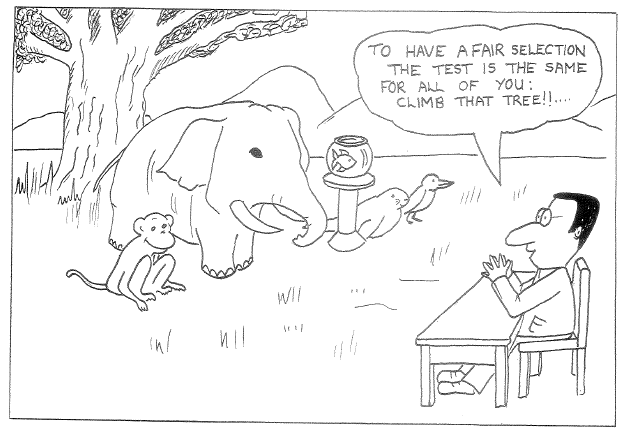 TO HAVE A FAIR SELECTION
THE TEST IS THE SAME
FOR ALL OF YOU:
CLIMB THAT TREE!!....